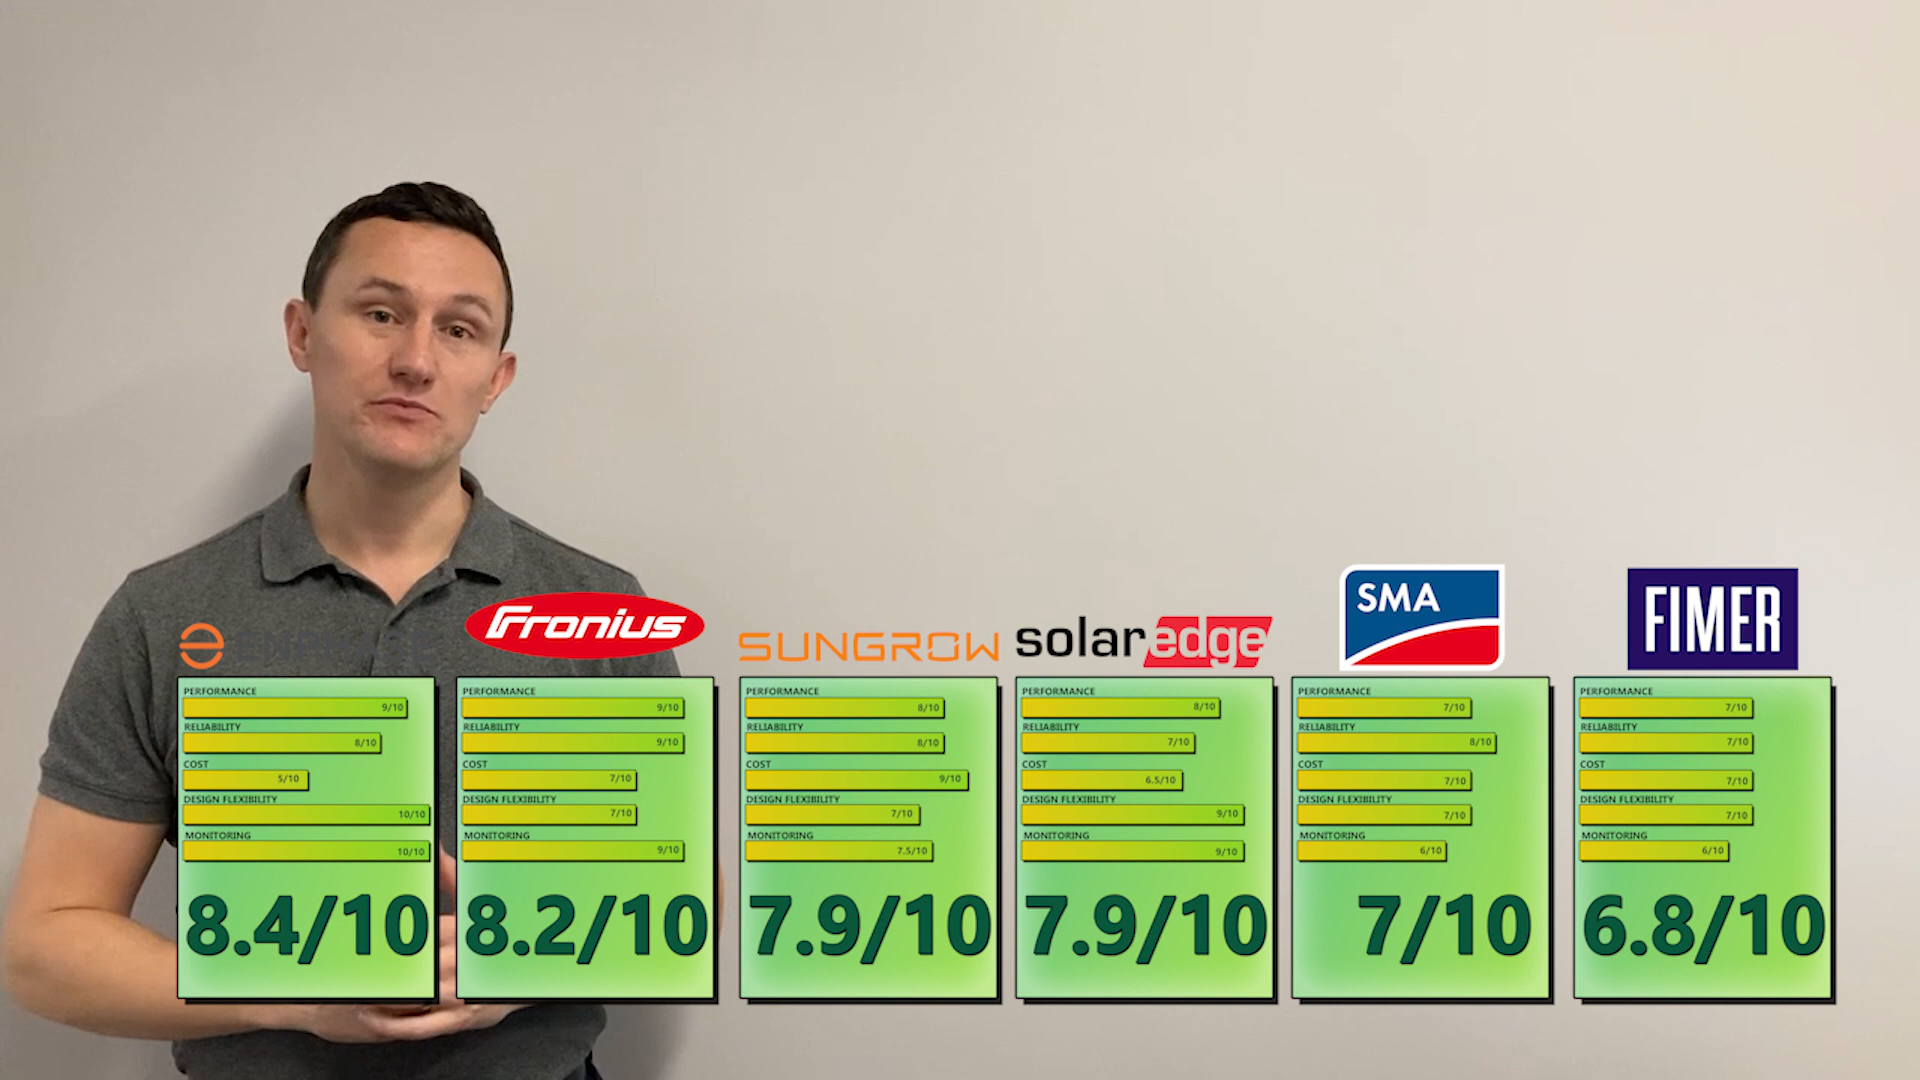 ENPHASE
PERFORMANCE
9/10
RELIABILITY
8/10
COST
5/10
DESIGN FLEXIBILITY
10/10
MONITORING
10/10
8.4/10
Fronius
PERFORMANCE
9/10
RELIABILITY
9/10
COST
7/10
DESIGN FLEXIBILITY
7/10
MONITORING
9/10
8.2/10
SUNGROW
PERFORMANCE
8/10
RELIABILITY
8/10
COST
9/10
DESIGN FLEXIBILITY
7/10
MONITORING
7.5/10
7.9/10
solaredge
PERFORMANCE
8/10
RELIABILITY
7/10
COST
6.5/10
DESIGN FLEXIBILITY
9/10
MONITORING
9/10
7.9/10
SMA
PERFORMANCE
7/10
RELIABILITY
8/10
COST
7/10
DESIGN FLEXIBILITY
7/10
MONITORING
6/10
7/10
FIMER
PERFORMANCE
7/10
RELIABILITY
7/10
COST
7/10
DESIGN FLEXIBILITY
7/10
MONITORING
6/10
6.8/10